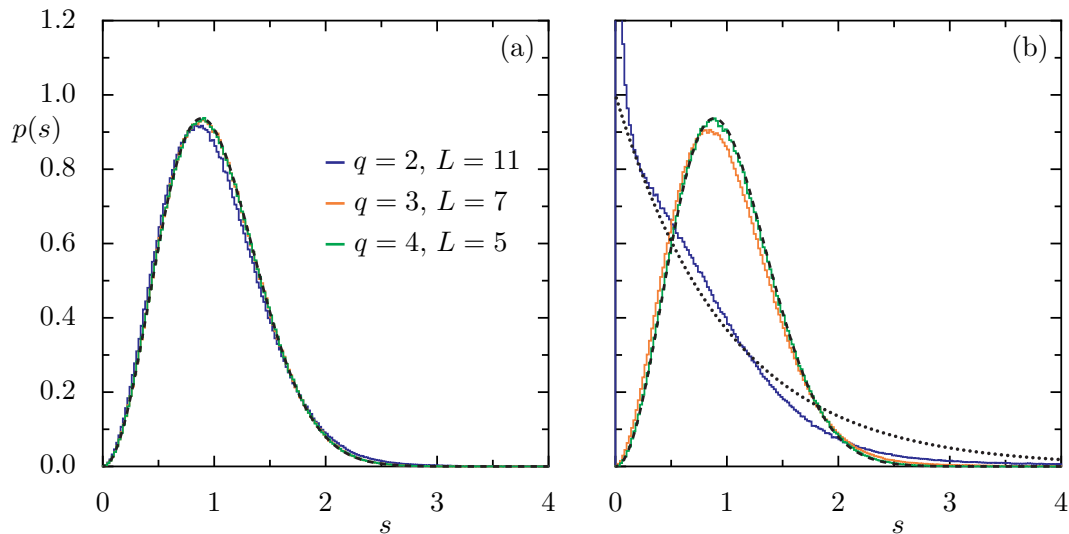 1.2
1.0
0.8
0.6
0.4
0.2
0.0
p(s)
(a)
q = 2, L = 11
q = 3, L = 7
q = 4, L = 5
0 1 2 3 4
s
(b)
0 1 2 3 4
s